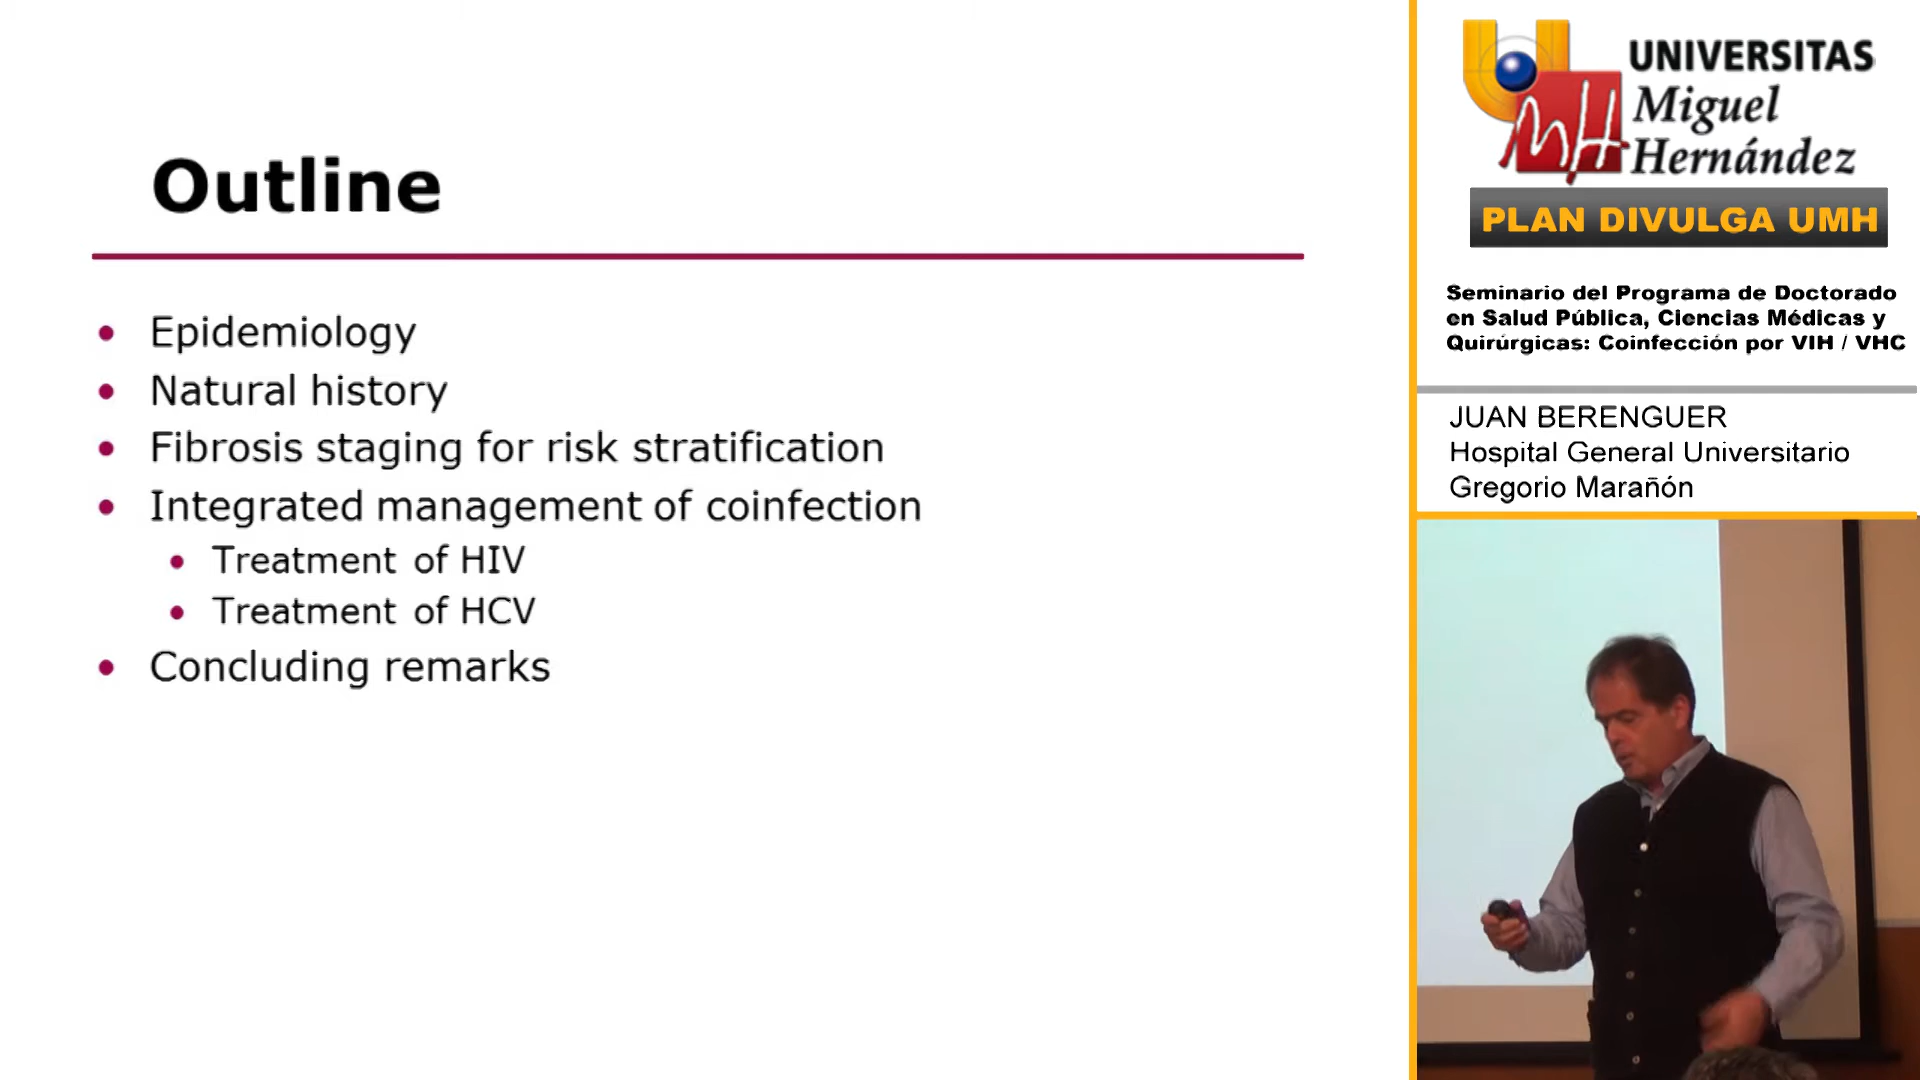 Outline
Epidemiology
Natural history
Fibrosis staging for risk stratification
Integrated management of coinfection
Treatment of HIV
Treatment of HCV
Concluding remarks
UNIVERSITAS
Miguel
Hernández
PLAN DIVULGA UMH
Seminario del Programa de Doctorado
en Salud Pública, Ciencias Médicas y
Quirúrgicas: Coinfección por VIH / VHC
JUAN BERENGUER
Hospital General Universitario
Gregorio Marañón